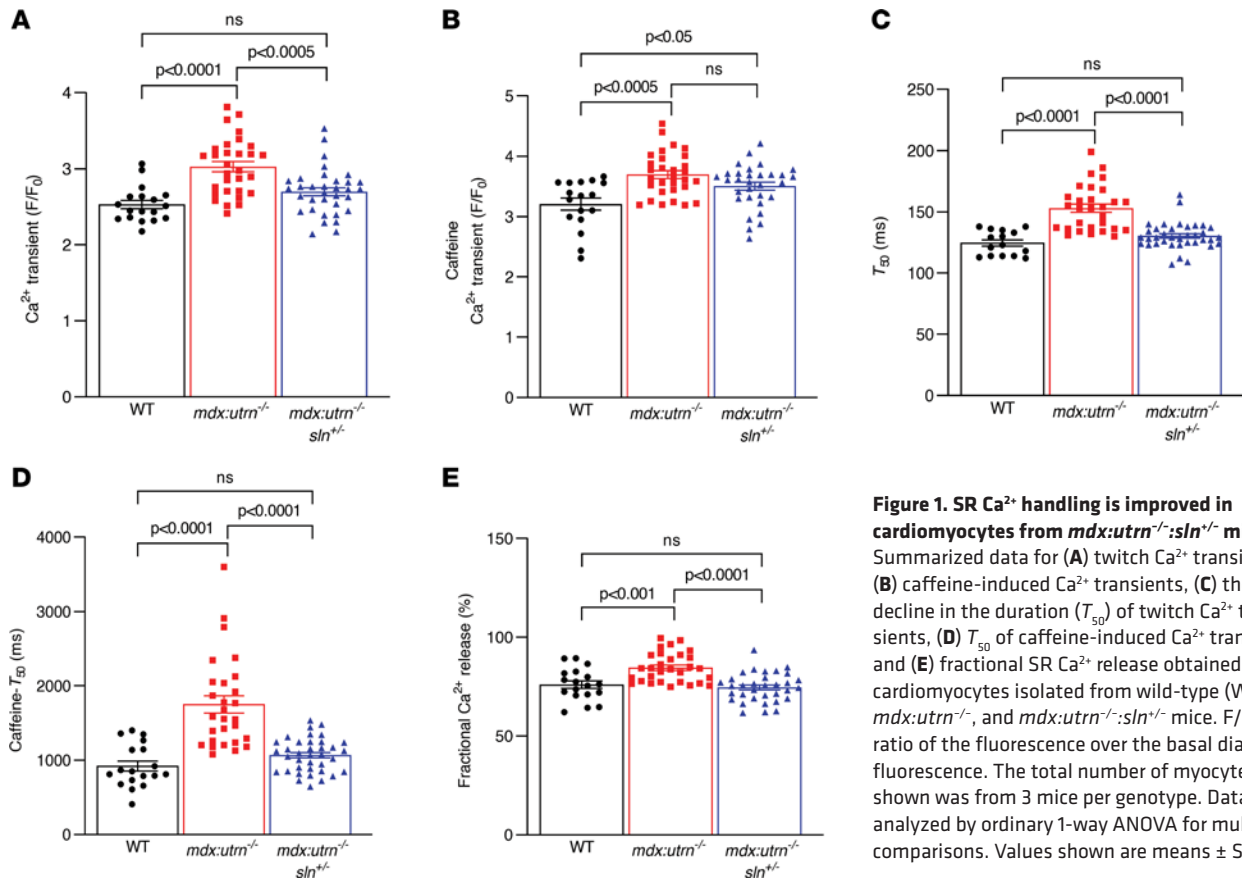 A
ns
p<0.0001
p<0.0005
4
3
2
1
0
Ca²⁺ transient (F/F₀)
WT
mdx:utrn⁻/⁻
mdx:utrn⁻/⁻
sln⁺/⁻
B
p<0.05
ns
p<0.0005
5
4
3
2
1
0
Caffeine
Ca²⁺ transient (F/F₀)
WT
mdx:utrn⁻/⁻
mdx:utrn⁻/⁻
sln⁺/⁻
C
ns
p<0.0001
p<0.0001
250
200
150
100
50
0
T₅₀ (ms)
WT
mdx:utrn⁻/⁻
mdx:utrn⁻/⁻
sln⁺/⁻
D
ns
p<0.0001
p<0.0001
4000
3000
2000
1000
0
Caffeine-T₅₀ (ms)
WT
mdx:utrn⁻/⁻
mdx:utrn⁻/⁻
sln⁺/⁻
E
ns
p<0.001
p<0.0001
150
100
50
0
Fractional Ca²⁺ release (%)
WT
mdx:utrn⁻/⁻
mdx:utrn⁻/⁻
sln⁺/⁻
Figure 1. SR Ca²⁺ handling is improved in
cardiomyocytes from mdx:utrn⁻/⁻:sln⁺/⁻ m
Summarized data for (A) twitch Ca²⁺ transi
(B) caffeine-induced Ca²⁺ transients, (C) th
decline in the duration (T₅₀) of twitch Ca²⁺ t
sients, (D) T₅₀ of caffeine-induced Ca²⁺ tran
and (E) fractional SR Ca²⁺ release obtained
cardiomyocytes isolated from wild-type (W
mdx:utrn⁻/⁻, and mdx:utrn⁻/⁻:sln⁺/⁻ mice. F/
ratio of the fluorescence over the basal dia
fluorescence. The total number of myocyte
shown was from 3 mice per genotype. Data
analyzed by ordinary 1-way ANOVA for mul
comparisons. Values shown are means ± S